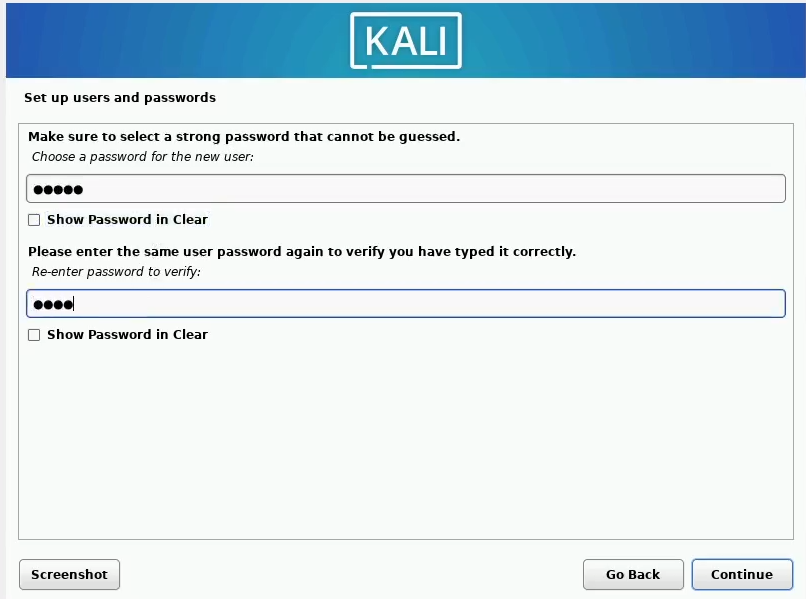 KALI
Set up users and passwords
Make sure to select a strong password that cannot be guessed.
Choose a password for the new user:
●●●●●
Show Password in Clear
Please enter the same user password again to verify you have typed it correctly.
Re-enter password to verify:
●●●●
Show Password in Clear
Screenshot
Go Back
Continue